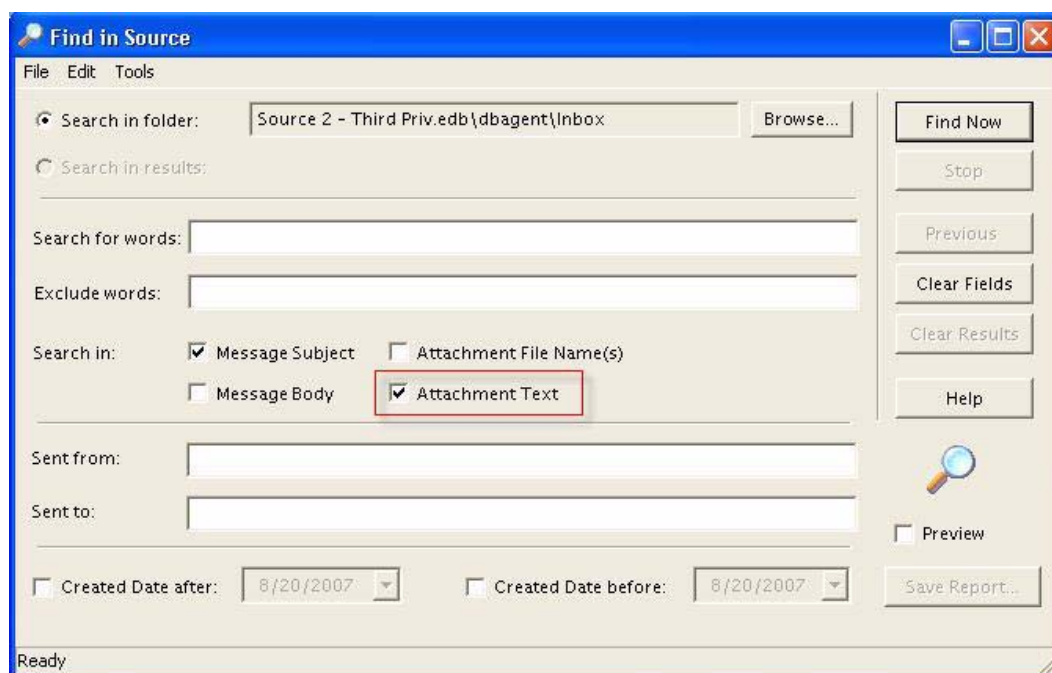 Find in Source
File Edit Tools
Search in folder: Source 2 - Third Priv.edb\dbagent\Inbox Browse... Find Now
Search in results: Stop
Search for words: Previous
Exclude words: Clear Fields
Clear Results
Search in: Message Subject Attachment File Name(s)
Message Body Attachment Text Help
Sent from:
Sent to:
Preview
Created Date after: 8/20/2007 Created Date before: 8/20/2007 Save Report...
Ready